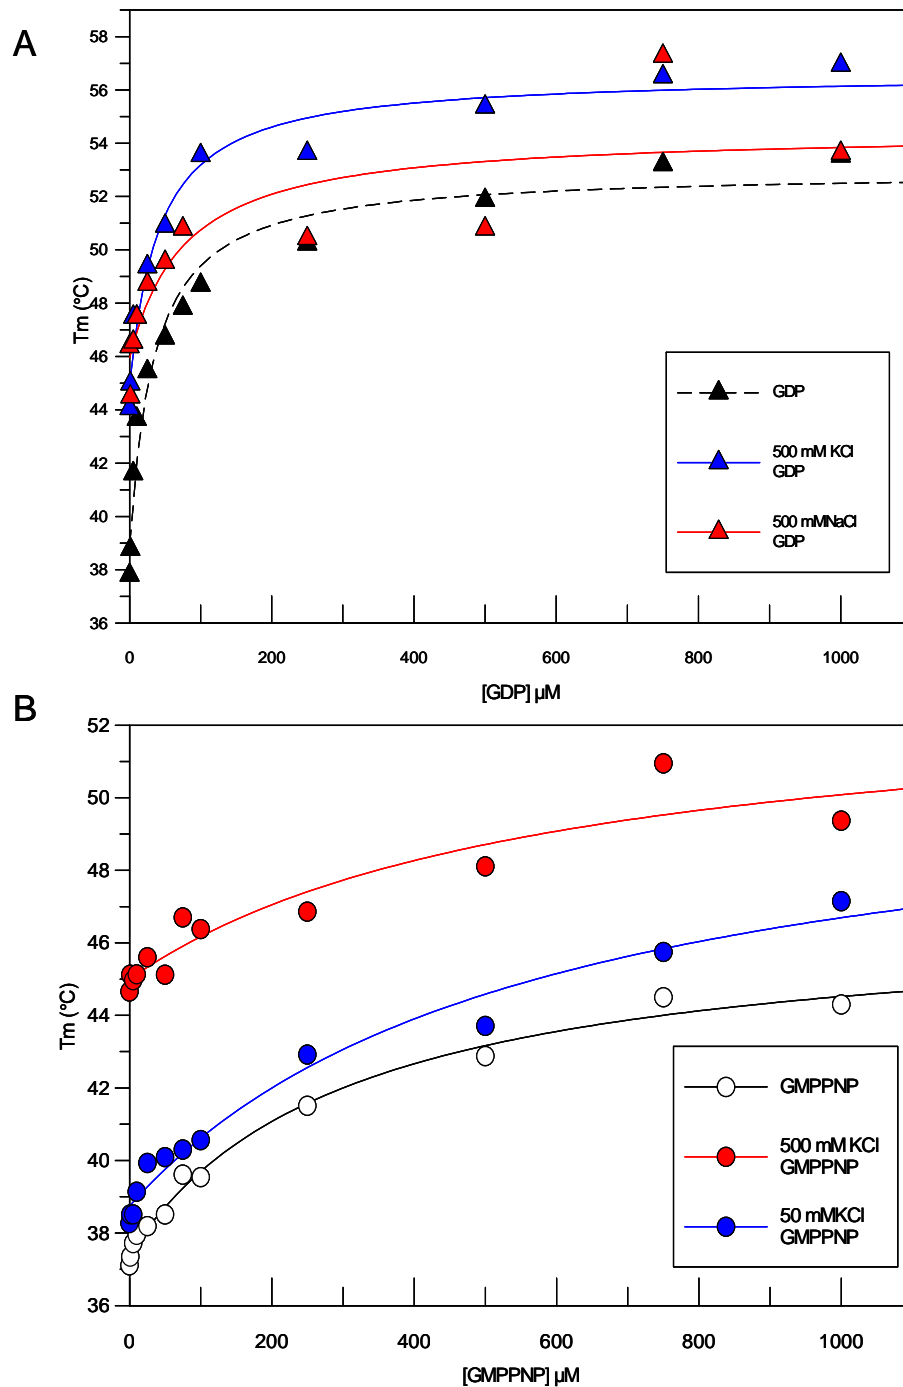 A
58
56
54
52
50
48
46
44
42
40
38
36
Tm (°C)
GDP
500 mM KCl
GDP
500 mMNaCl
GDP
0 200 400 600 800 1000
[GDP] µM
B
52
50
48
46
44
42
40
38
36
Tm (°C)
GMPPNP
500 mM KCl
GMPPNP
50 mMKCl
GMPPNP
0 200 400 600 800 1000
[GMPPNP] µM